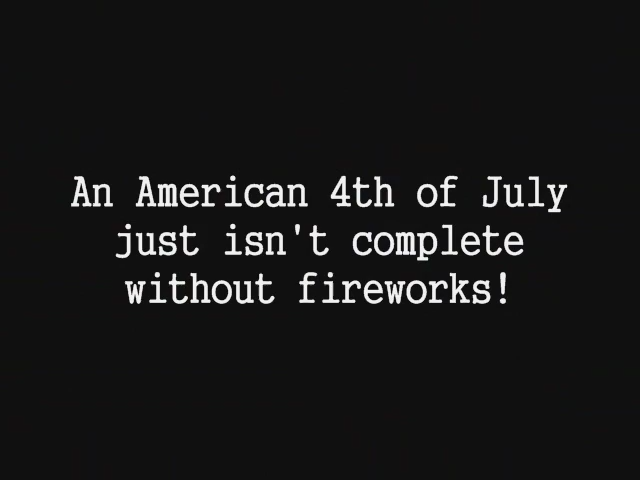 An American 4th of July
just isn't complete
without fireworks!